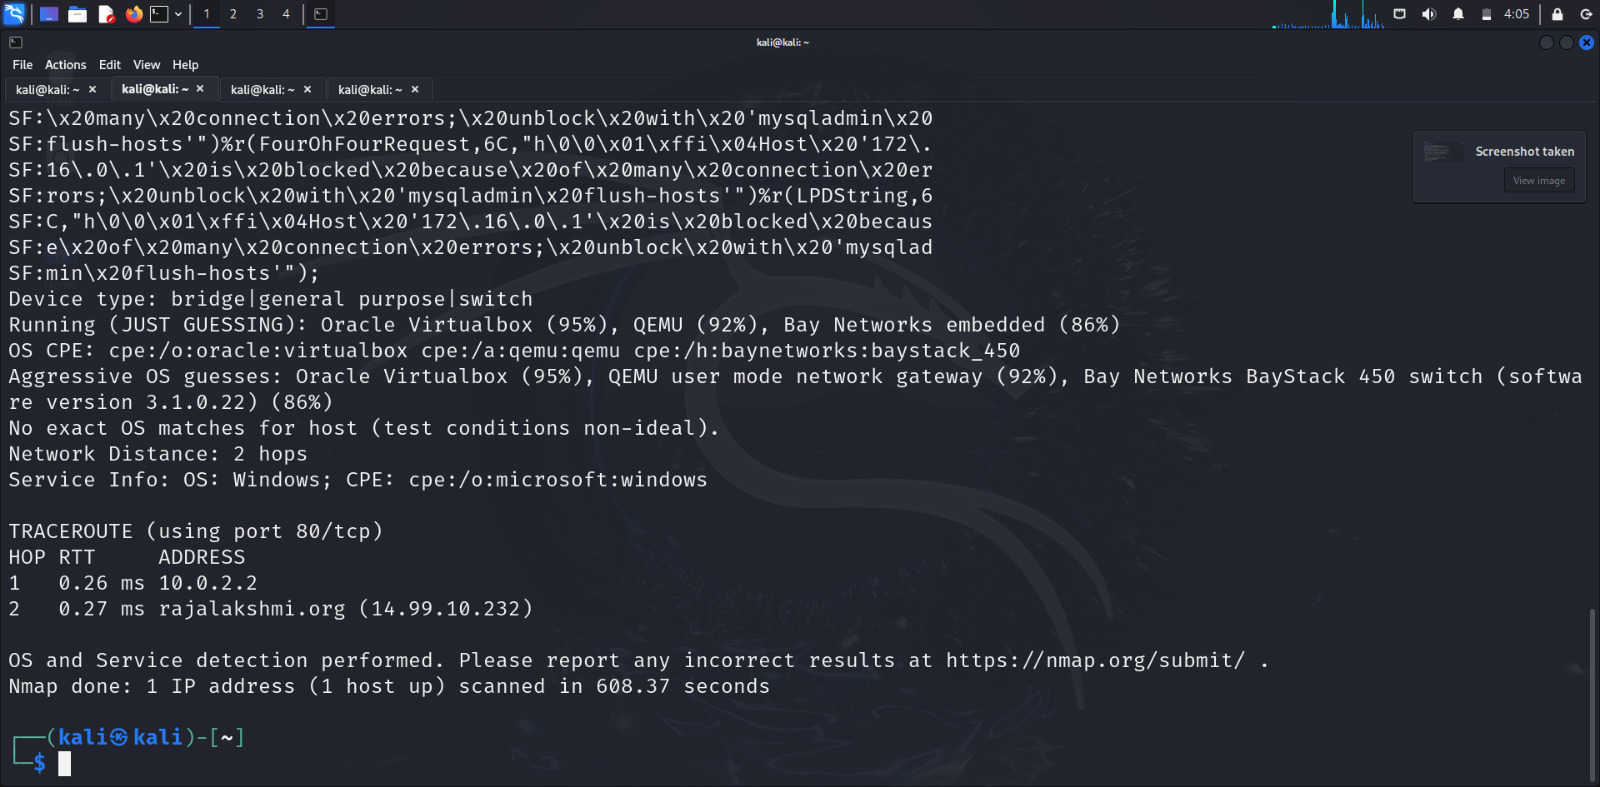 1 2 3 4
4:05
kali@kali: ~
File Actions Edit View Help
kali@kali: ~ × kali@kali: ~ × kali@kali: ~ × kali@kali: ~ ×
SF:\x20many\x20connection\x20errors;\x20unblock\x20with\x20'mysqladmin\x20
SF:flush-hosts'")%r(FourOhFourRequest,6C,"h\0\0\x01\xffi\x04Host\x20'172\.
SF:16\.0\.1'\x20is\x20blocked\x20because\x20of\x20many\x20connection\x20er
SF:rors;\x20unblock\x20with\x20'mysqladmin\x20flush-hosts'")%r(LPDString,6
SF:C,"h\0\0\x01\xffi\x04Host\x20'172\.16\.0\.1'\x20is\x20blocked\x20becaus
SF:e\x20of\x20many\x20connection\x20errors;\x20unblock\x20with\x20'mysqlad
SF:min\x20flush-hosts'");
Screenshot taken
View image
Device type: bridge|general purpose|switch
Running (JUST GUESSING): Oracle Virtualbox (95%), QEMU (92%), Bay Networks embedded (86%)
OS CPE: cpe:/o:oracle:virtualbox cpe:/a:qemu:qemu cpe:/h:baynetworks:baystack_450
Aggressive OS guesses: Oracle Virtualbox (95%), QEMU user mode network gateway (92%), Bay Networks BayStack 450 switch (softwa
re version 3.1.0.22) (86%)
No exact OS matches for host (test conditions non-ideal).
Network Distance: 2 hops
Service Info: OS: Windows; CPE: cpe:/o:microsoft:windows
TRACEROUTE (using port 80/tcp)
HOP RTT     ADDRESS
1   0.26 ms 10.0.2.2
2   0.27 ms rajalakshmi.org (14.99.10.232)
OS and Service detection performed. Please report any incorrect results at https://nmap.org/submit/ .
Nmap done: 1 IP address (1 host up) scanned in 608.37 seconds
┌──(kali㉿kali)-[~]
└─$